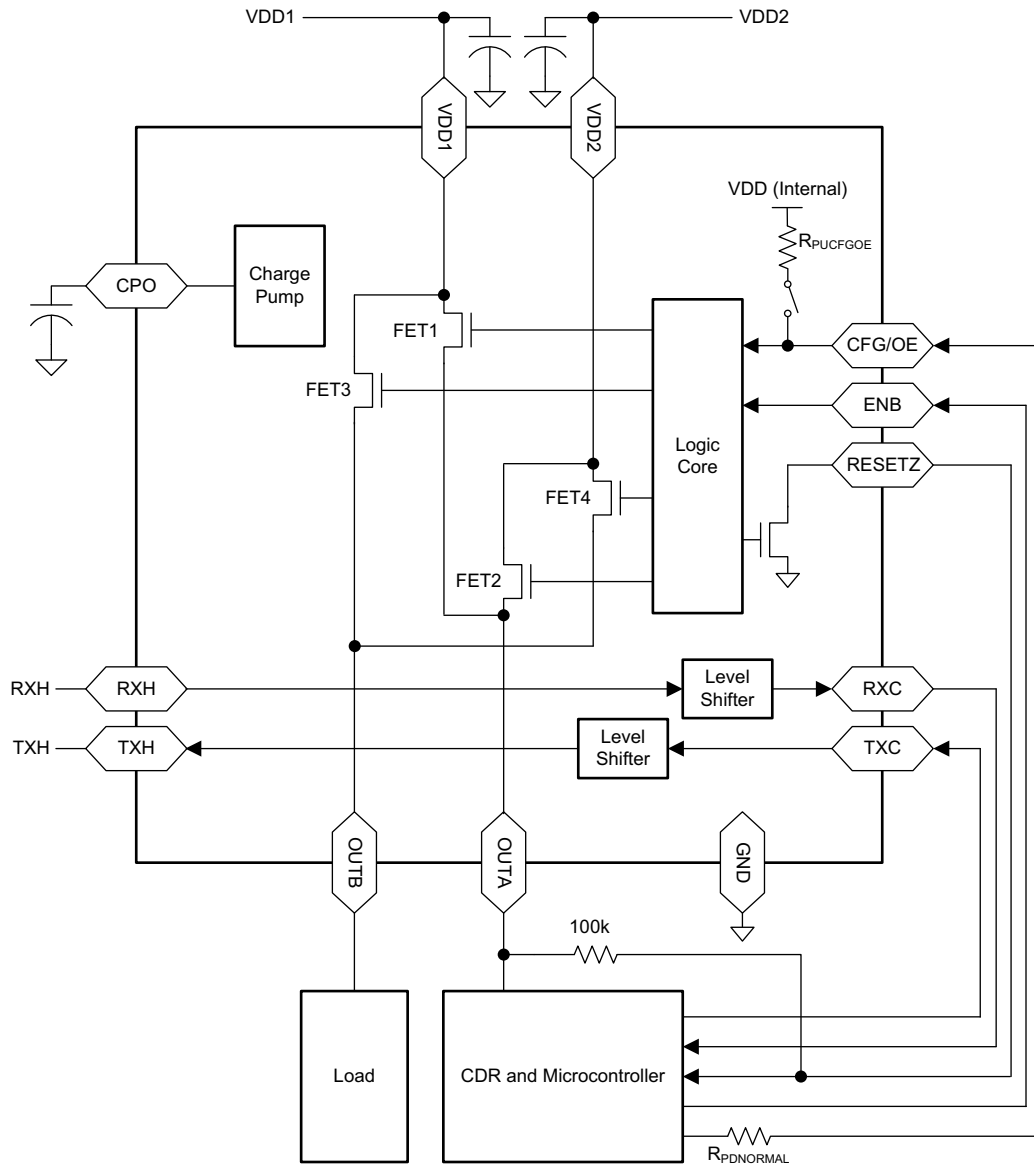 VDD1
VDD2
VDD1
VDD2
VDD (Internal)
RPUCFGOE
CPO
Charge
Pump
FET1
CFG/OE
FET3
ENB
Logic
Core
RESETZ
FET4
FET2
RXH
RXH
Level
Shifter
RXC
TXH
TXH
Level
Shifter
TXC
OUTB
OUTA
GND
100k
Load
CDR and Microcontroller
RPDNORMAL